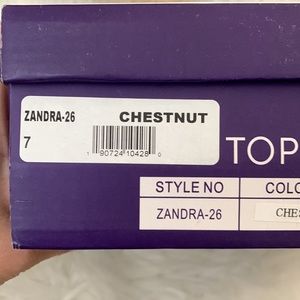 ZANDRA-26 CHESTNUT
7
1 90724 10428 0
TOP
STYLE NO COLO
ZANDRA-26 CHES